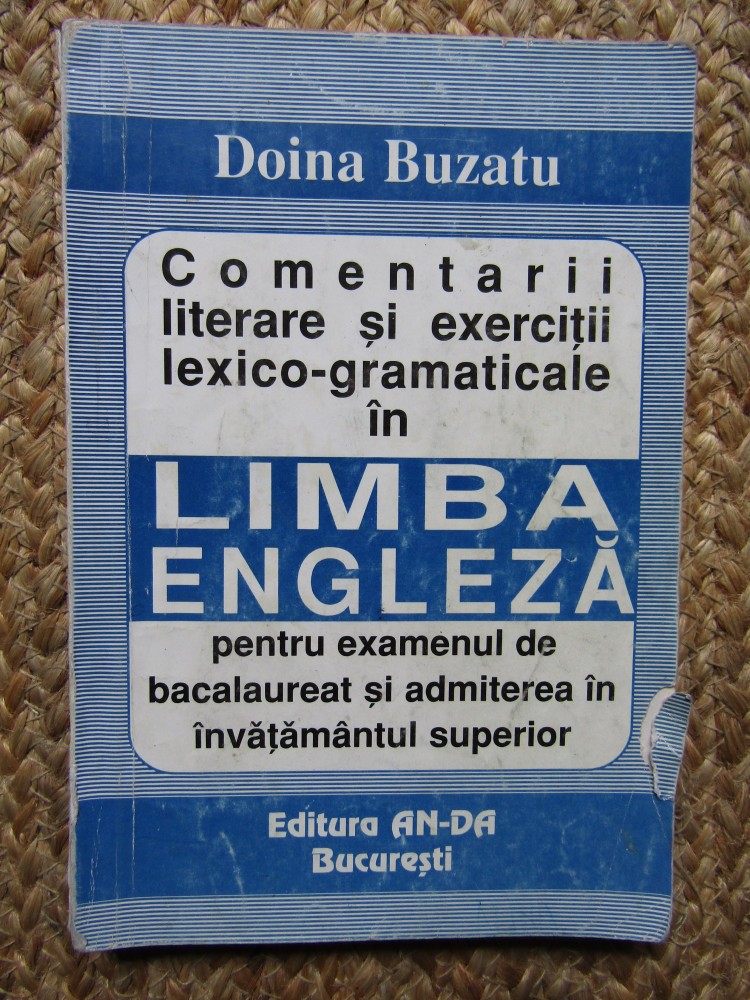 Doina Buzatu
Comentarii
literare și exerciții
lexico-gramaticale
în
LIMBA
ENGLEZĂ
pentru examenul de
bacalaureat și admiterea în
învățământul superior
Editura AN-DA
București